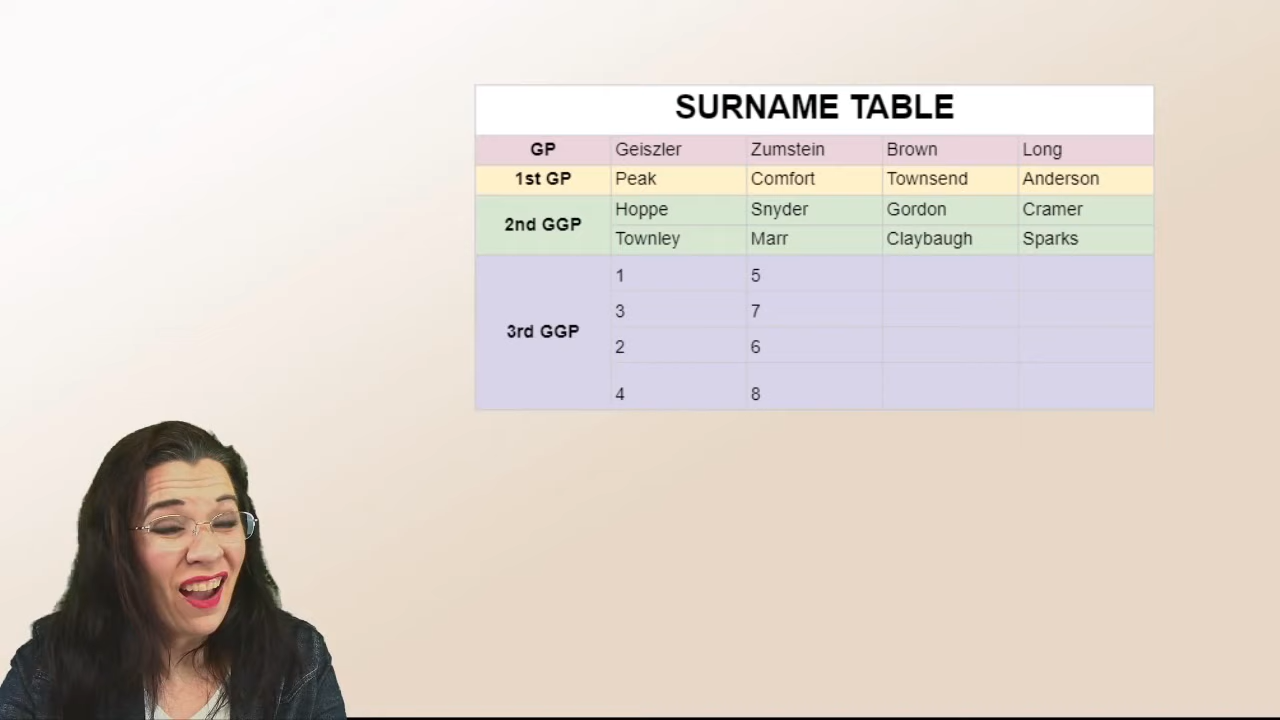 SURNAME TABLE
GP Geiszler Zumstein Brown Long
1st GP Peak Comfort Townsend Anderson
2nd GGP
Hoppe Snyder Gordon Cramer
Townley Marr Claybaugh Sparks
3rd GGP
1 5
3 7
2 6
4 8